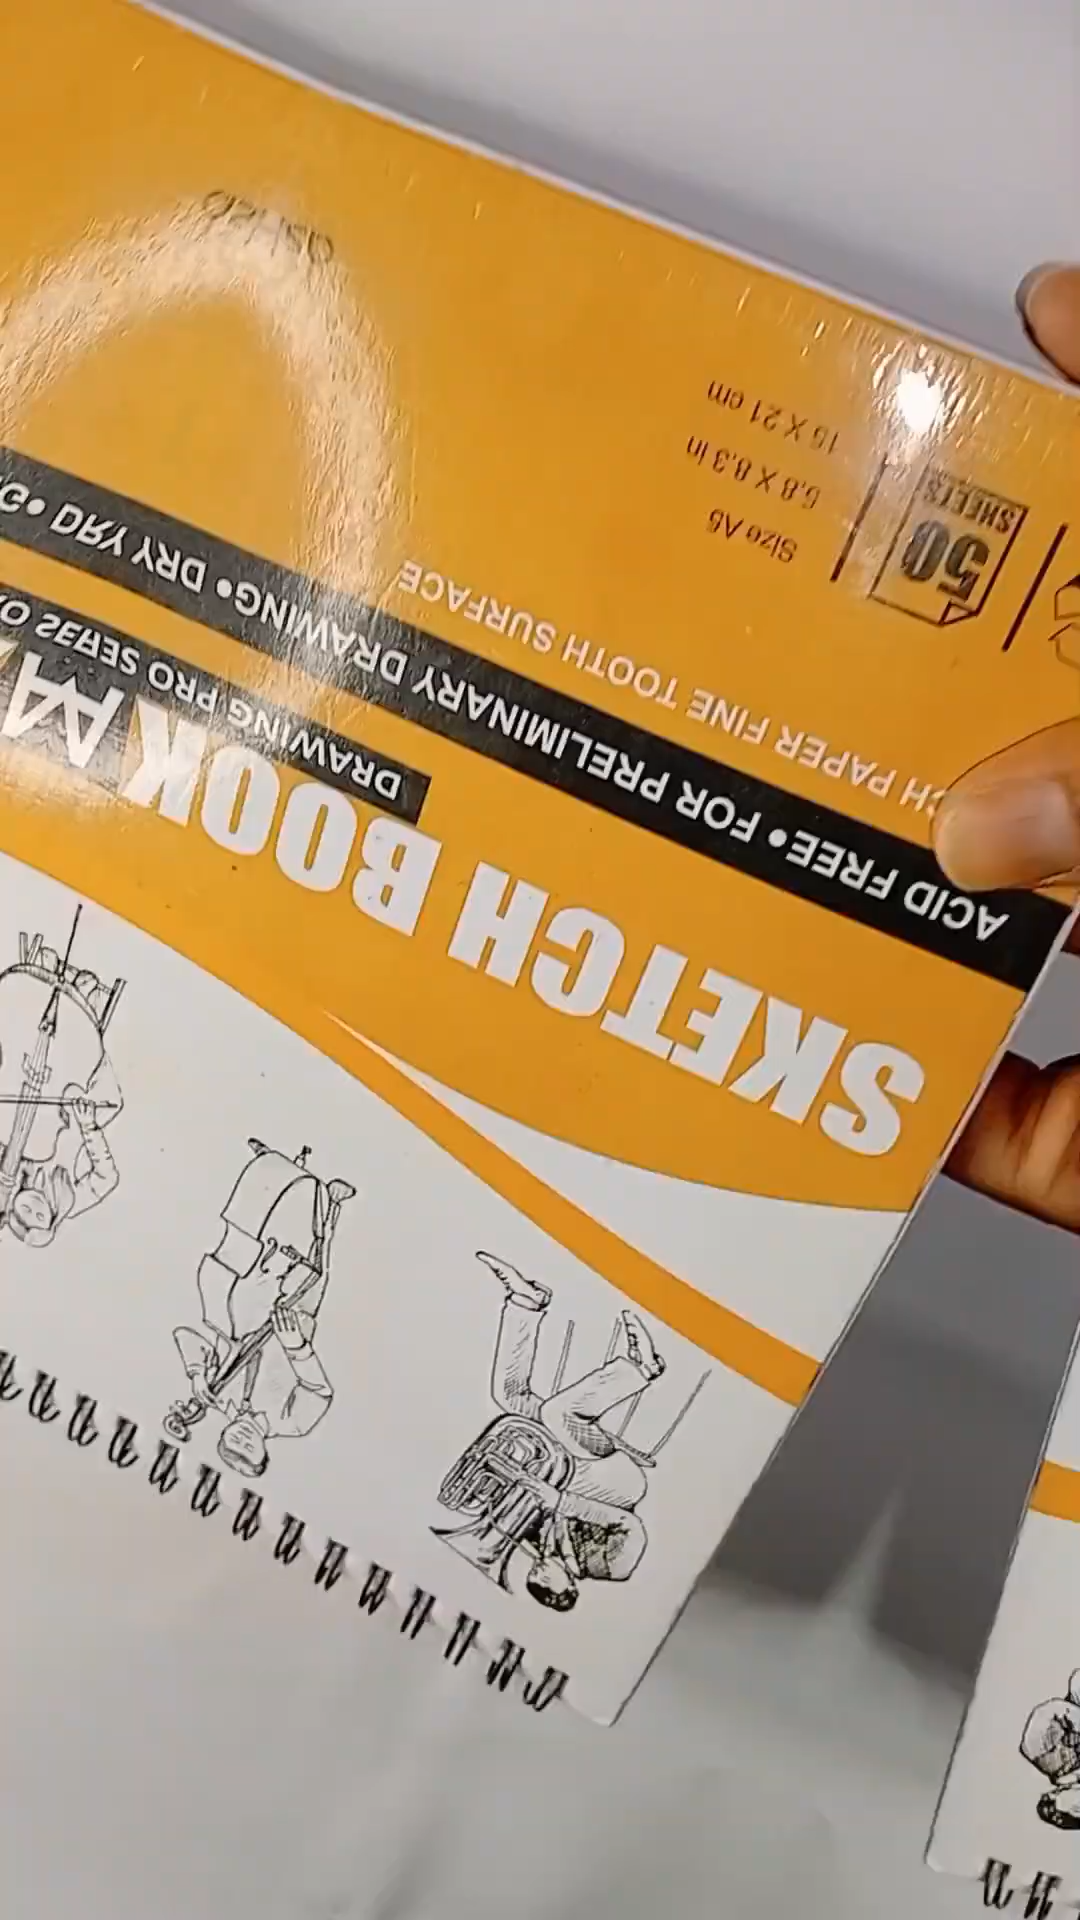 SKETCH BOOK
DRAWING PRO SERES
ACID FREE • FOR PRELIMINARY DRAWING • DRY
PAPER FINE TOOTH SURFACE
50
SHEETS
Size A5
5.8 X 8.3 in
15 X 21 cm